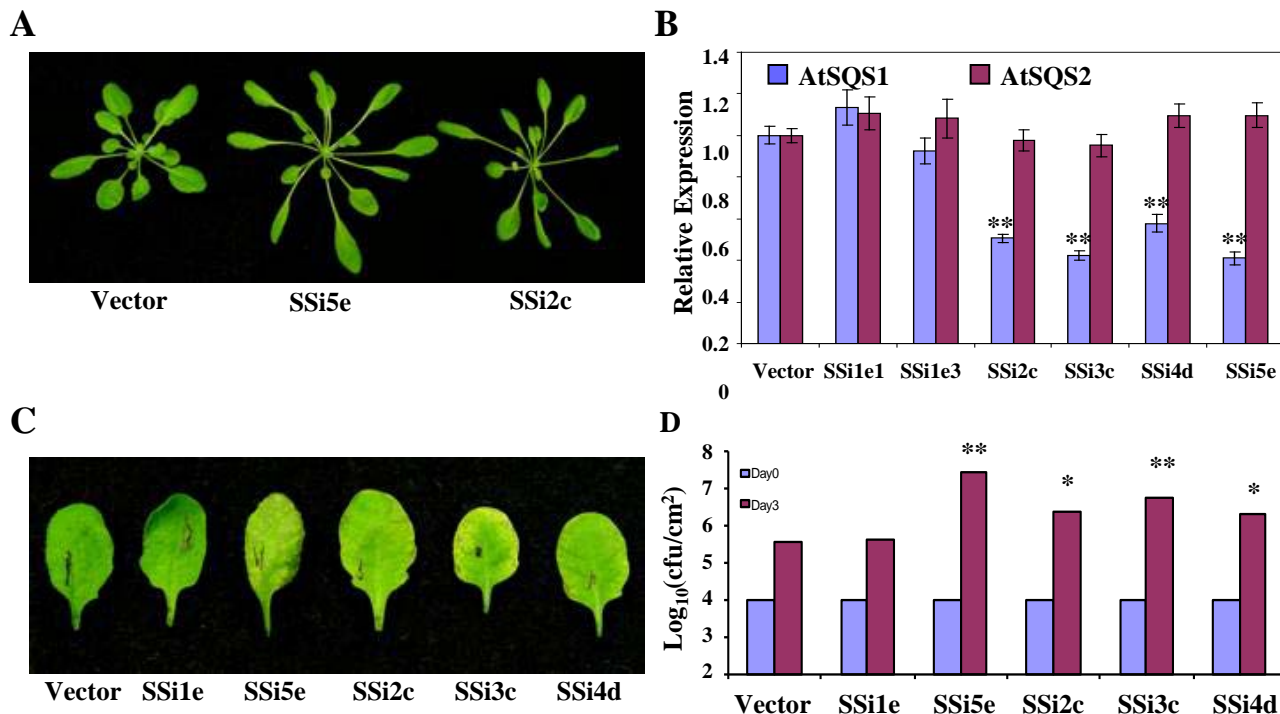 A
Vector
SSi5e
SSi2c
B
Relative Expression
1.4
1.2
1.0
0.8
0.6
0.4
0.2
0
AtSQS1
AtSQS2
**
**
**
**
Vector SSi1e1 SSi1e3 SSi2c SSi3c SSi4d SSi5e
C
Vector SSi1e SSi5e SSi2c SSi3c SSi4d
D
Log10(cfu/cm²)
8
7
6
5
4
3
2
Day0
Day3
**
*
**
*
Vector SSi1e SSi5e SSi2c SSi3c SSi4d